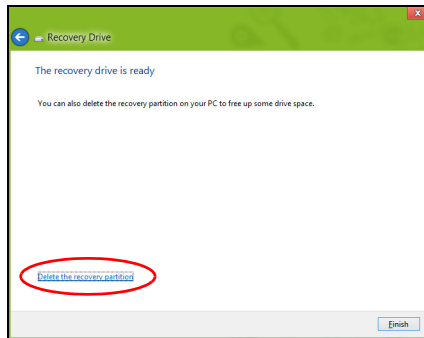 Recovery Drive
The recovery drive is ready
You can also delete the recovery partition on your PC to free up some drive space.
Delete the recovery partition
Finish